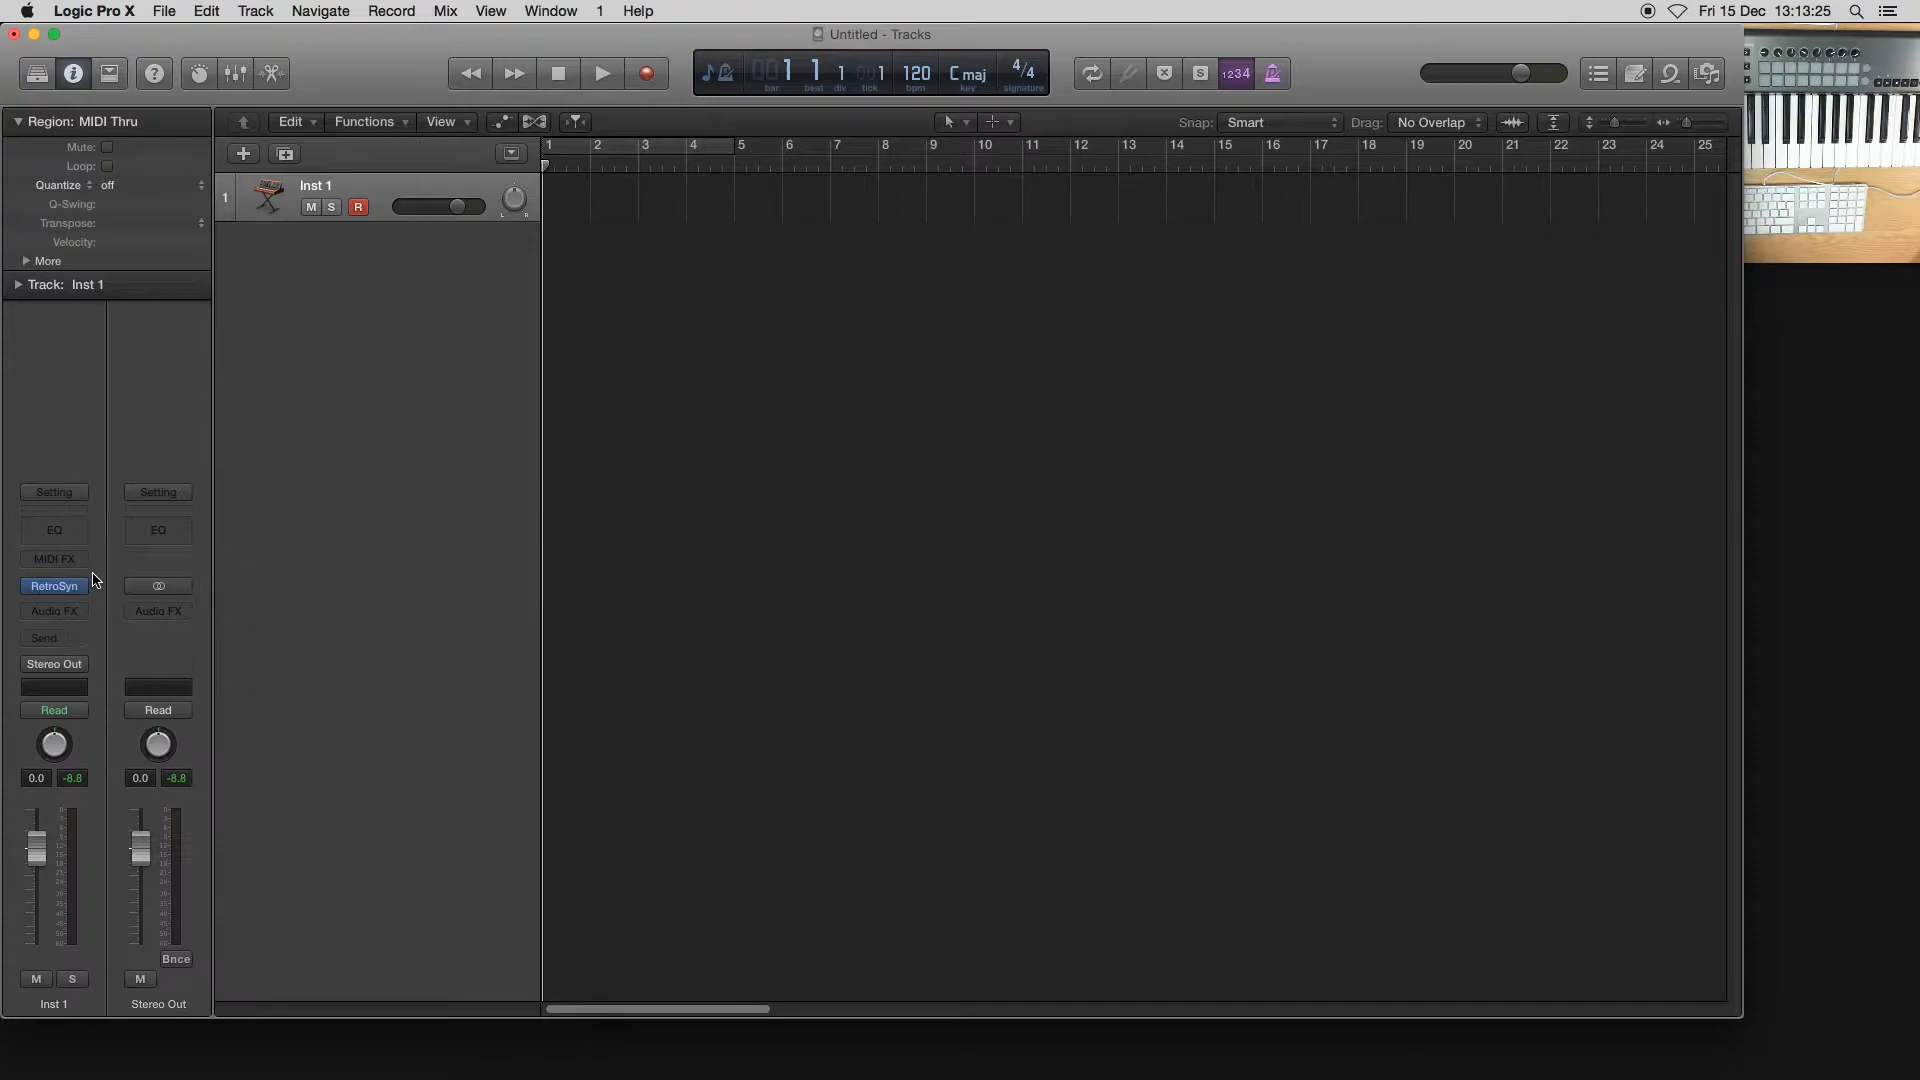 Logic Pro X File Edit Track Navigate Record Mix View Window 1 Help Fri 15 Dec 13:13:25
Untitled - Tracks
1 1 1 1 120 C maj 4/4
bar beat div tick bpm key signature
S 1234
Region: MIDI Thru
Edit Functions View Snap: Smart Drag: No Overlap
Mute:
Loop:
Quantize off
Q-Swing:
Transpose:
Velocity:
More
Track: Inst 1
1 2 3 4 5 6 7 8 9 10 11 12 13 14 15 16 17 18 19 20 21 22 23 24 25
1 Inst 1
M S R
L R
Setting Setting
EQ EQ
MIDI FX
RetroSyn
Audio FX Audio FX
Send
Stereo Out
Read Read
0.0 -8.8 0.0 -8.8
Bnce
M S M
Inst 1 Stereo Out